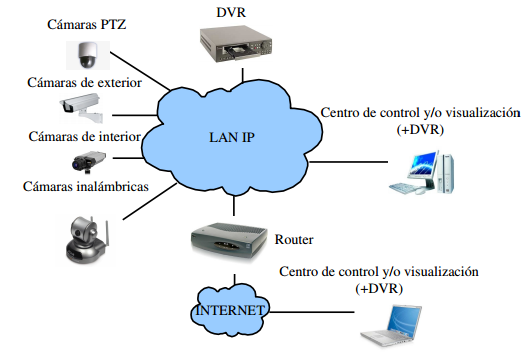 Cámaras PTZ
DVR
Cámaras de exterior
Cámaras de interior
Cámaras inalámbricas
LAN IP
Centro de control y/o visualización
(+DVR)
Router
Centro de control y/o visualización
(+DVR)
INTERNET